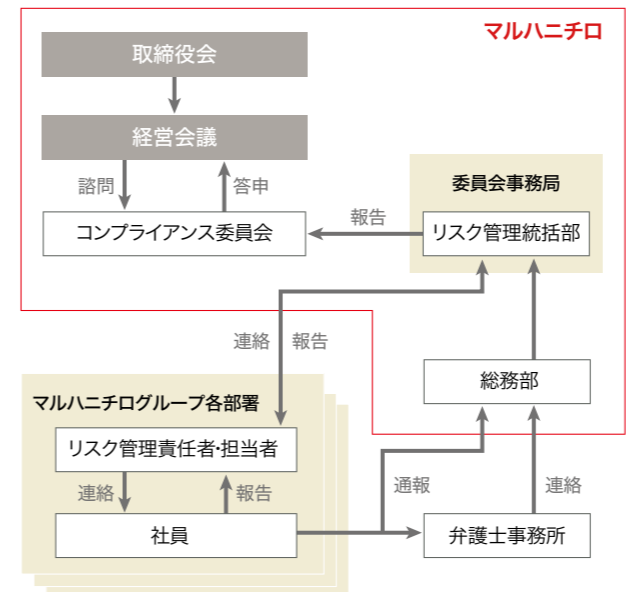 マルハニチロ
取締役会
経営会議
諮問
答申
委員会事務局
コンプライアンス委員会
報告
リスク管理統括部
連絡
報告
総務部
マルハニチログループ各部署
リスク管理責任者・担当者
連絡
報告
通報
連絡
社員
弁護士事務所